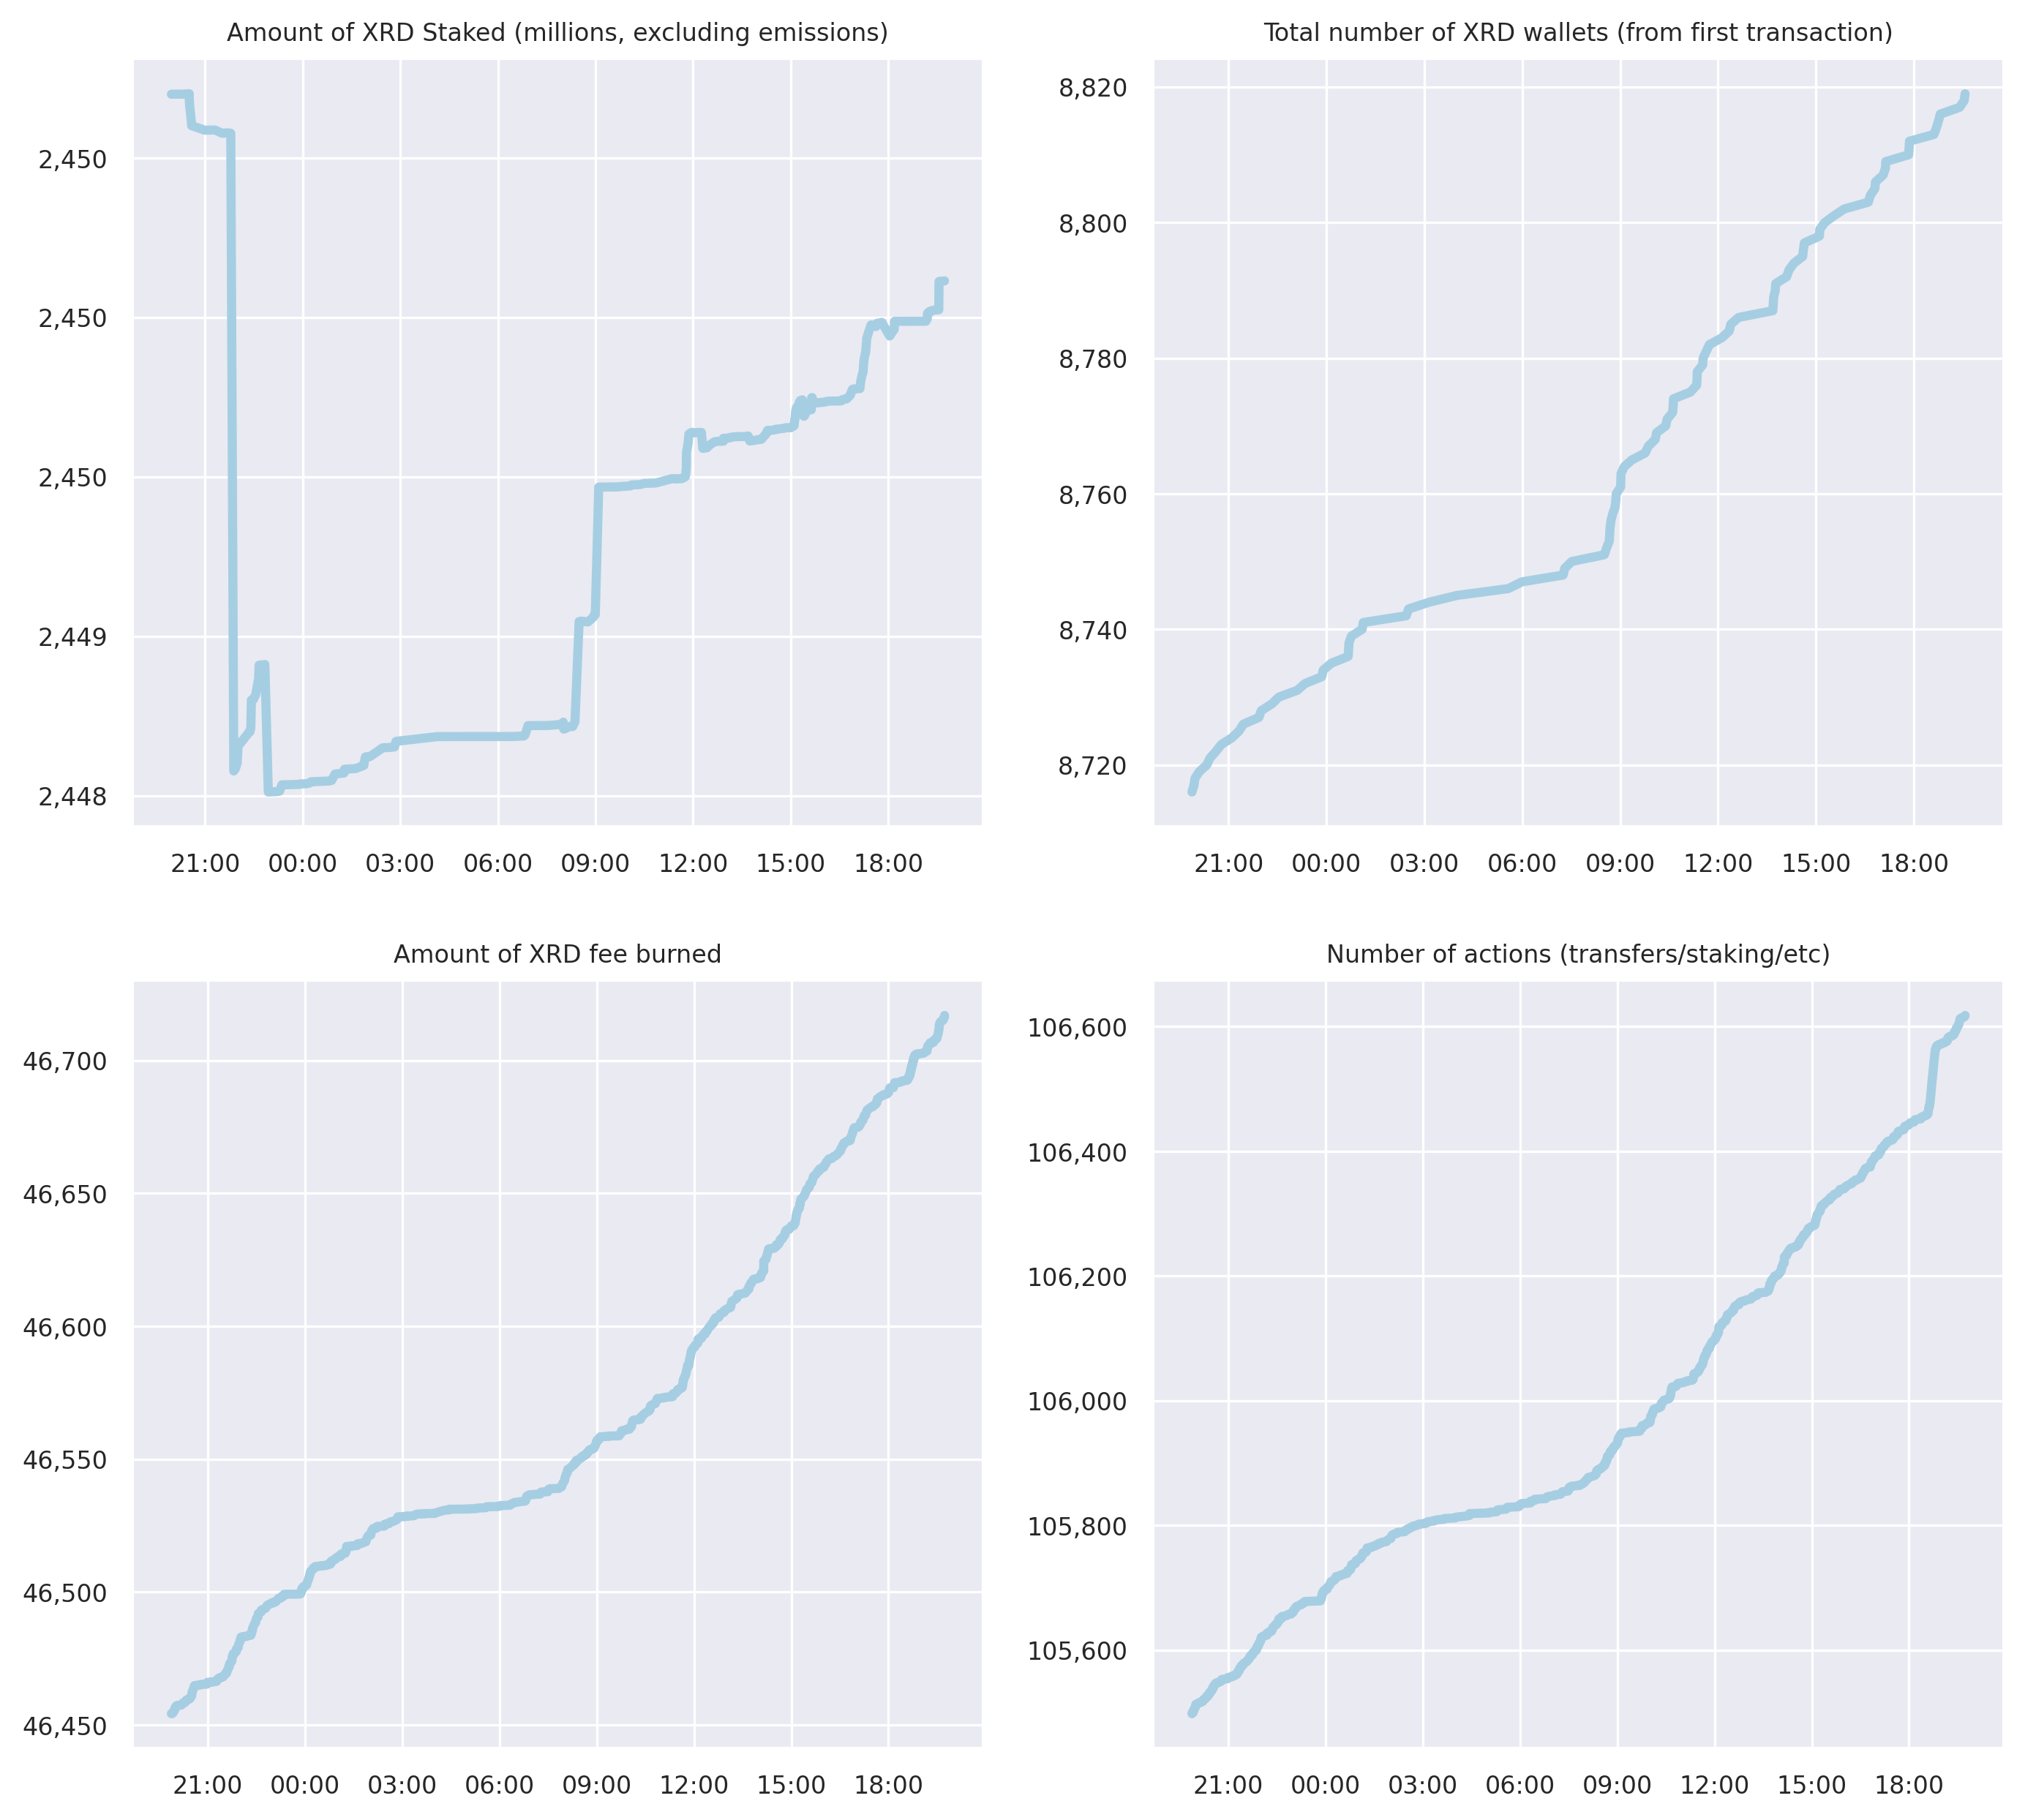 Amount of XRD Staked (millions, excluding emissions)
2,450
2,450
2,450
2,449
2,448
21:00 00:00 03:00 06:00 09:00 12:00 15:00 18:00
Total number of XRD wallets (from first transaction)
8,820
8,800
8,780
8,760
8,740
8,720
21:00 00:00 03:00 06:00 09:00 12:00 15:00 18:00
Amount of XRD fee burned
46,700
46,650
46,600
46,550
46,500
46,450
21:00 00:00 03:00 06:00 09:00 12:00 15:00 18:00
Number of actions (transfers/staking/etc)
106,600
106,400
106,200
106,000
105,800
105,600
21:00 00:00 03:00 06:00 09:00 12:00 15:00 18:00